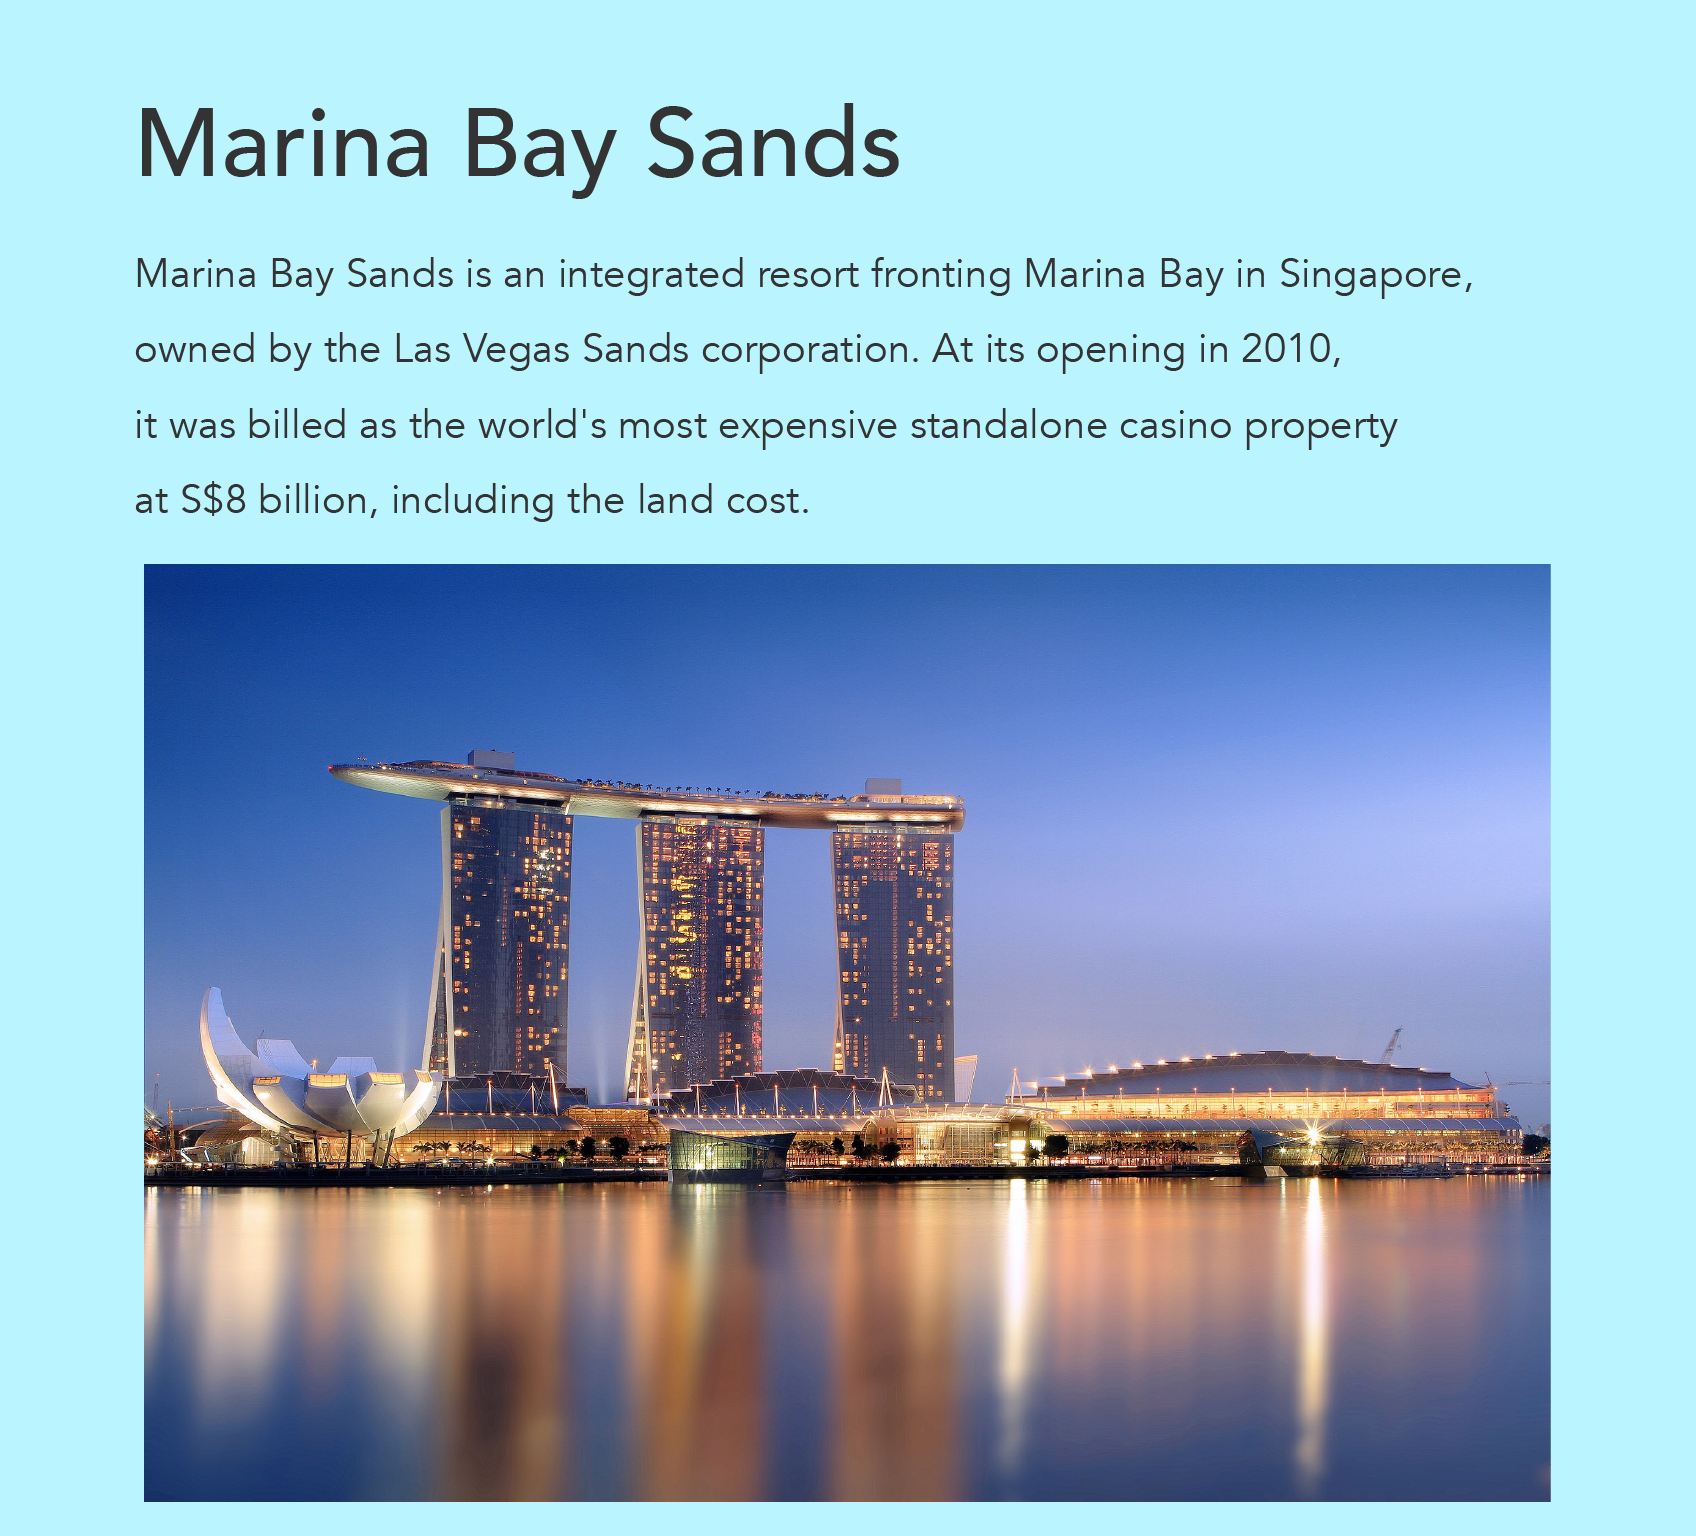 Marina Bay Sands
Marina Bay Sands is an integrated resort fronting Marina Bay in Singapore,
owned by the Las Vegas Sands corporation. At its opening in 2010,
it was billed as the world's most expensive standalone casino property
at S$8 billion, including the land cost.